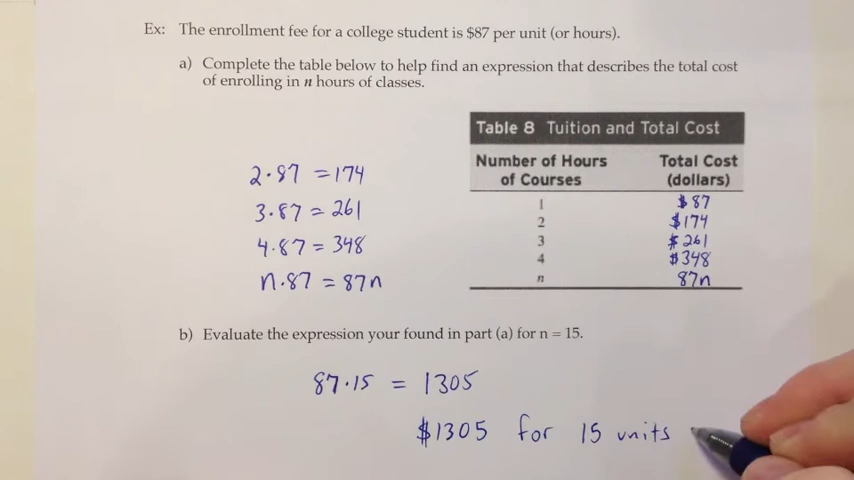 Ex: The enrollment fee for a college student is $87 per unit (or hours).
a) Complete the table below to help find an expression that describes the total cost
of enrolling in n hours of classes.
Table 8 Tuition and Total Cost
Number of Hours Total Cost
of Courses (dollars)
1 $87
2 $174
3 $261
4 $348
n 87n
2·87 = 174
3·87 = 261
4·87 = 348
n·87 = 87n
b) Evaluate the expression your found in part (a) for n = 15.
87·15 = 1305
$1305 for 15 units